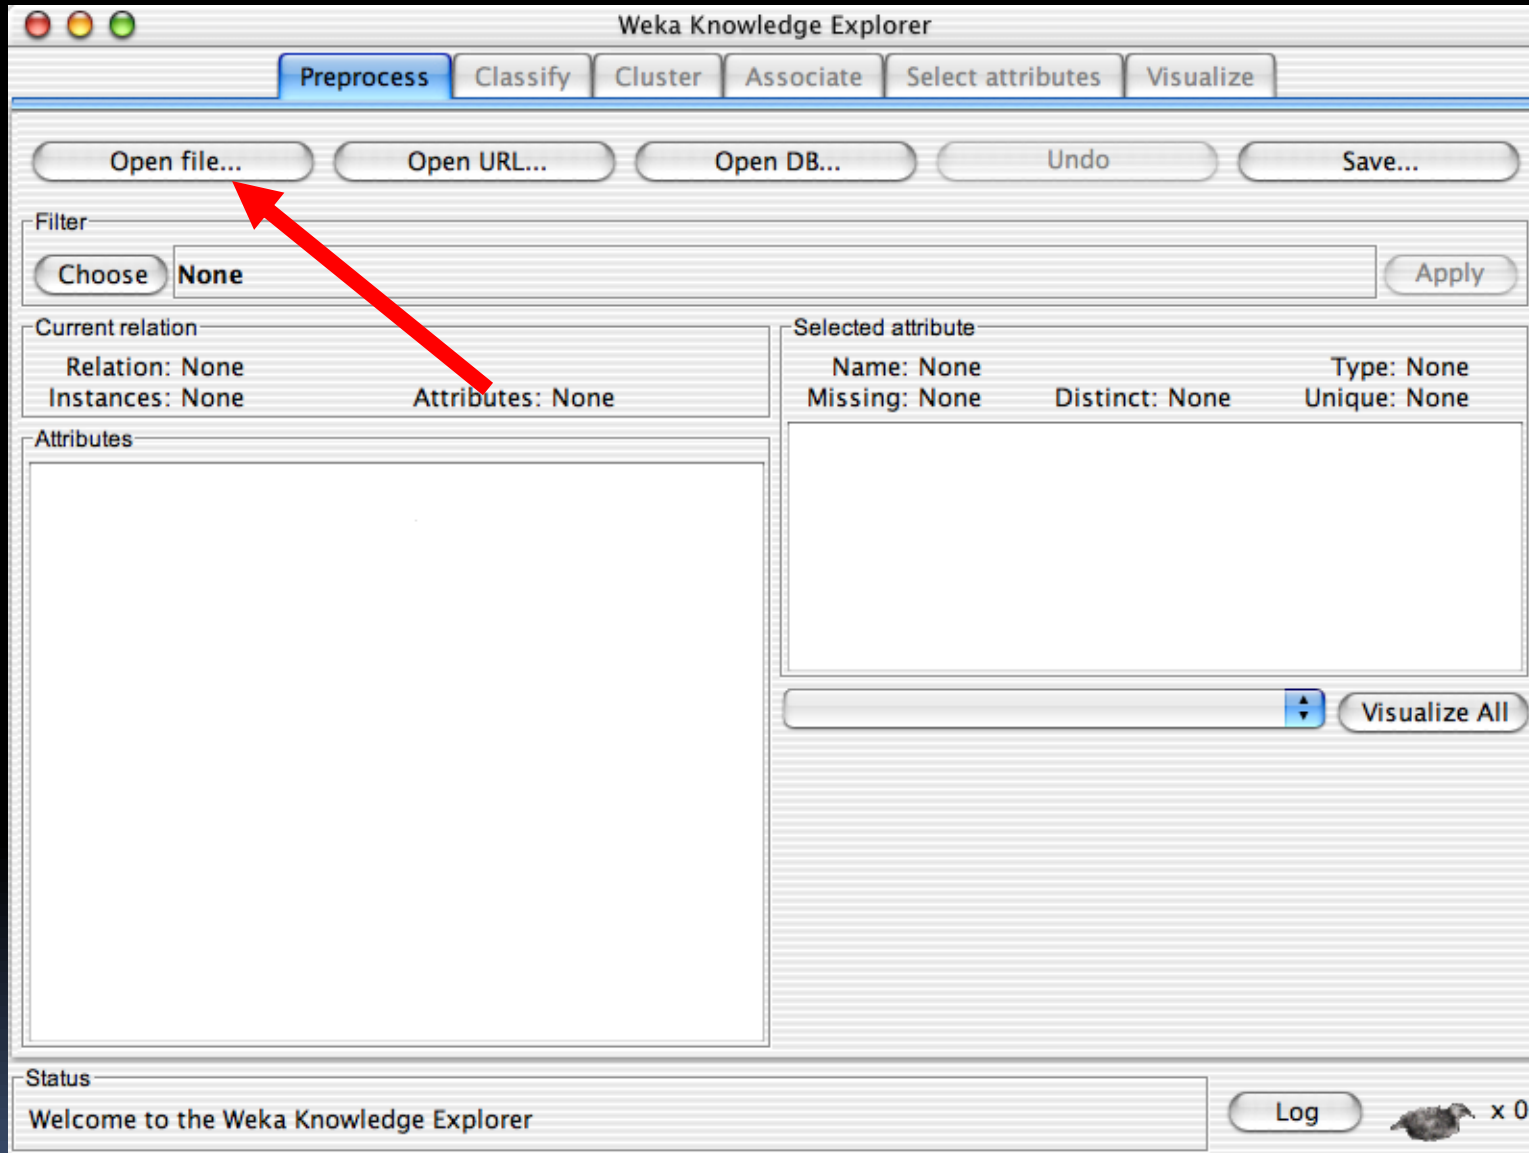 Weka Knowledge Explorer
Preprocess Classify Cluster Associate Select attributes Visualize
Open file... Open URL... Open DB... Undo Save...
Filter
Choose None Apply
Current relation
Relation: None
Instances: None Attributes: None
Selected attribute
Name: None Type: None
Missing: None Distinct: None Unique: None
Attributes
Visualize All
Status
Welcome to the Weka Knowledge Explorer
Log x 0